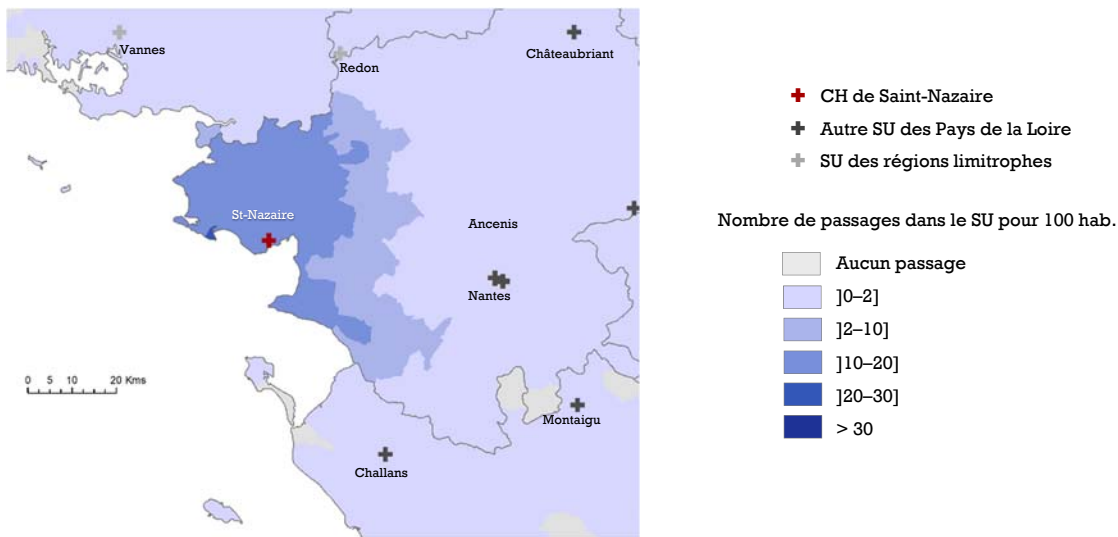 Vannes
Redon
Châteaubriant
St-Nazaire
Ancenis
Nantes
0 5 10 20 Kms
Montaigu
Challans
CH de Saint-Nazaire
Autre SU des Pays de la Loire
SU des régions limitrophes
Nombre de passages dans le SU pour 100 hab.
Aucun passage
]0–2]
]2–10]
]10–20]
]20–30]
> 30